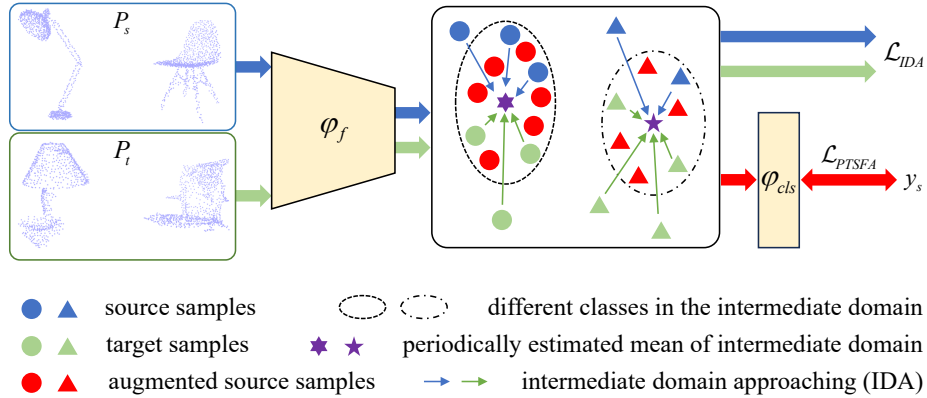 P_s
P_t
φ_f
φ_cls
ℒ_IDA
ℒ_PTSFA
y_s
source samples
different classes in the intermediate domain
target samples
periodically estimated mean of intermediate domain
augmented source samples
intermediate domain approaching (IDA)